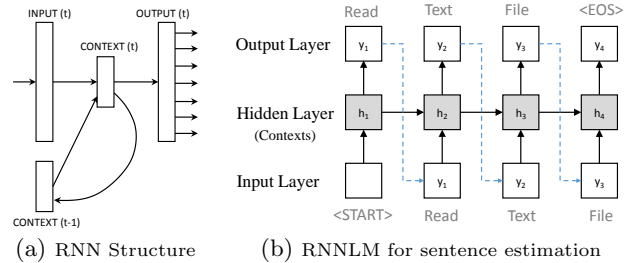 INPUT (t)
OUTPUT (t)
CONTEXT (t)
CONTEXT (t-1)
(a) RNN Structure
Read Text File <EOS>
Output Layer y₁ y₂ y₃ y₄
Hidden Layer h₁ h₂ h₃ h₄
(Contexts)
Input Layer y₁ y₂ y₃
<START> Read Text File
(b) RNNLM for sentence estimation